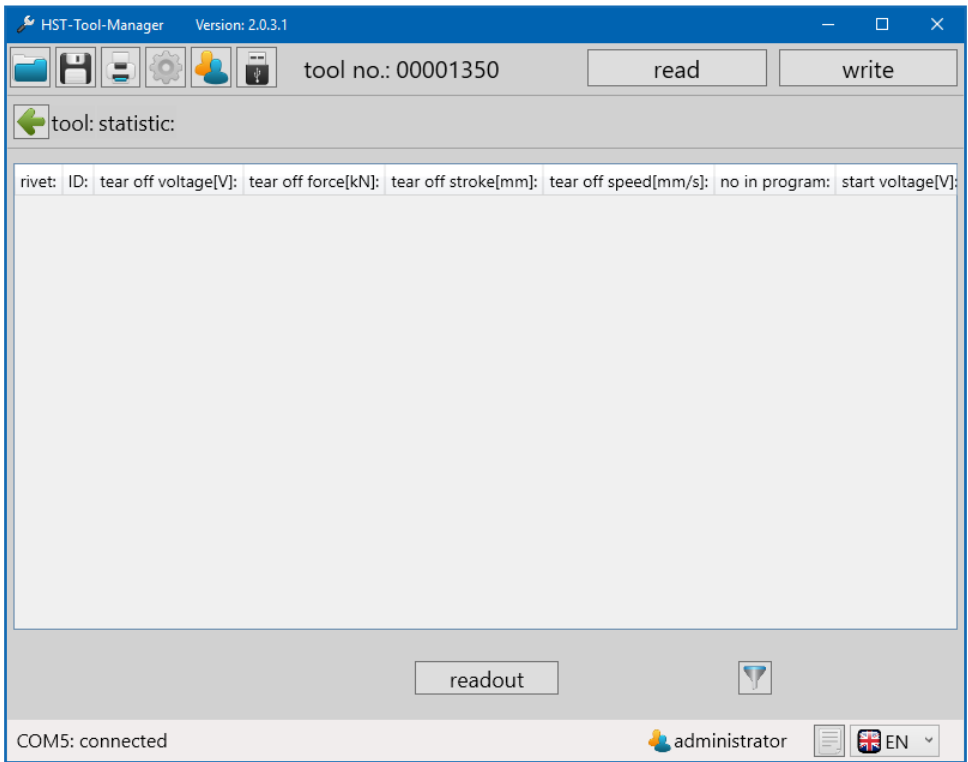 HST-Tool-Manager Version: 2.0.3.1
tool no.: 00001350 read write
tool: statistic:
rivet: ID: tear off voltage[V]: tear off force[kN]: tear off stroke[mm]: tear off speed[mm/s]: no in program: start voltage[V]:
readout
COM5: connected administrator EN